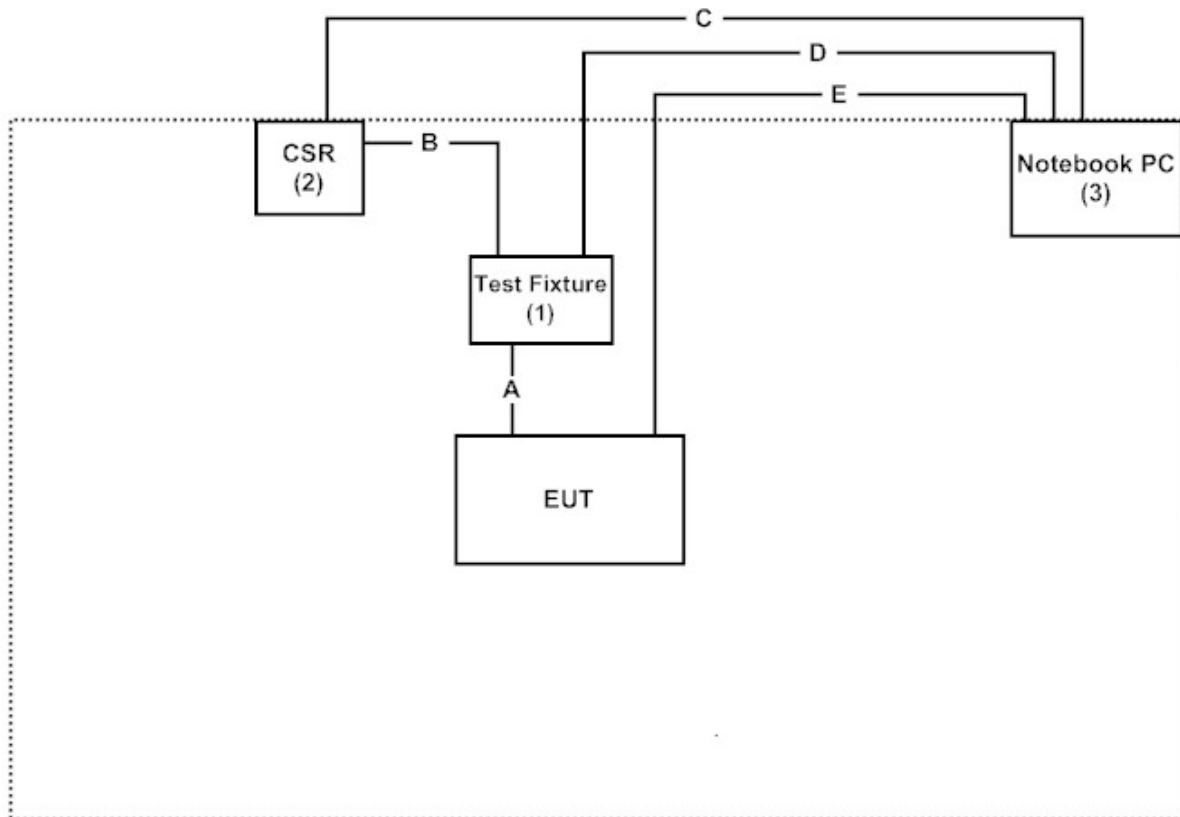 C
D
E
B
CSR
(2)
Notebook PC
(3)
Test Fixture
(1)
A
EUT